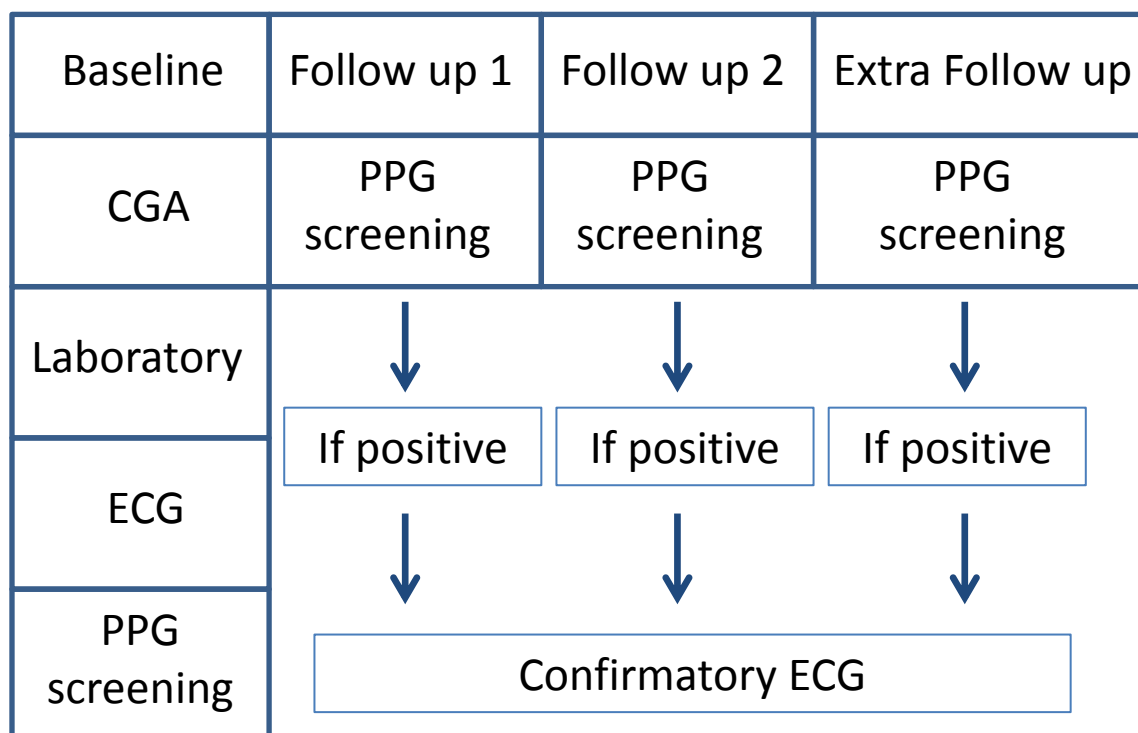 Baseline
Follow up 1
Follow up 2
Extra Follow up
CGA
PPG
screening
PPG
screening
PPG
screening
Laboratory
If positive
If positive
If positive
ECG
PPG
screening
Confirmatory ECG